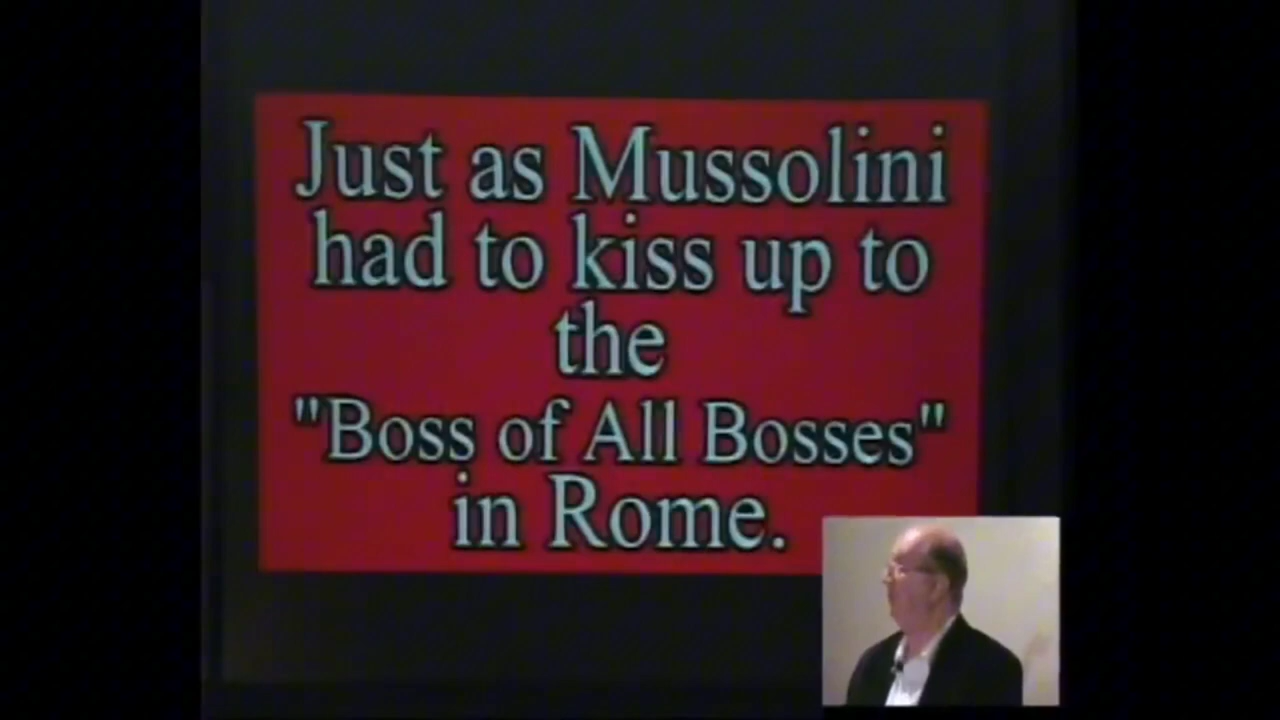 Just as Mussolini
had to kiss up to
the
"Boss of All Bosses"
in Rome.